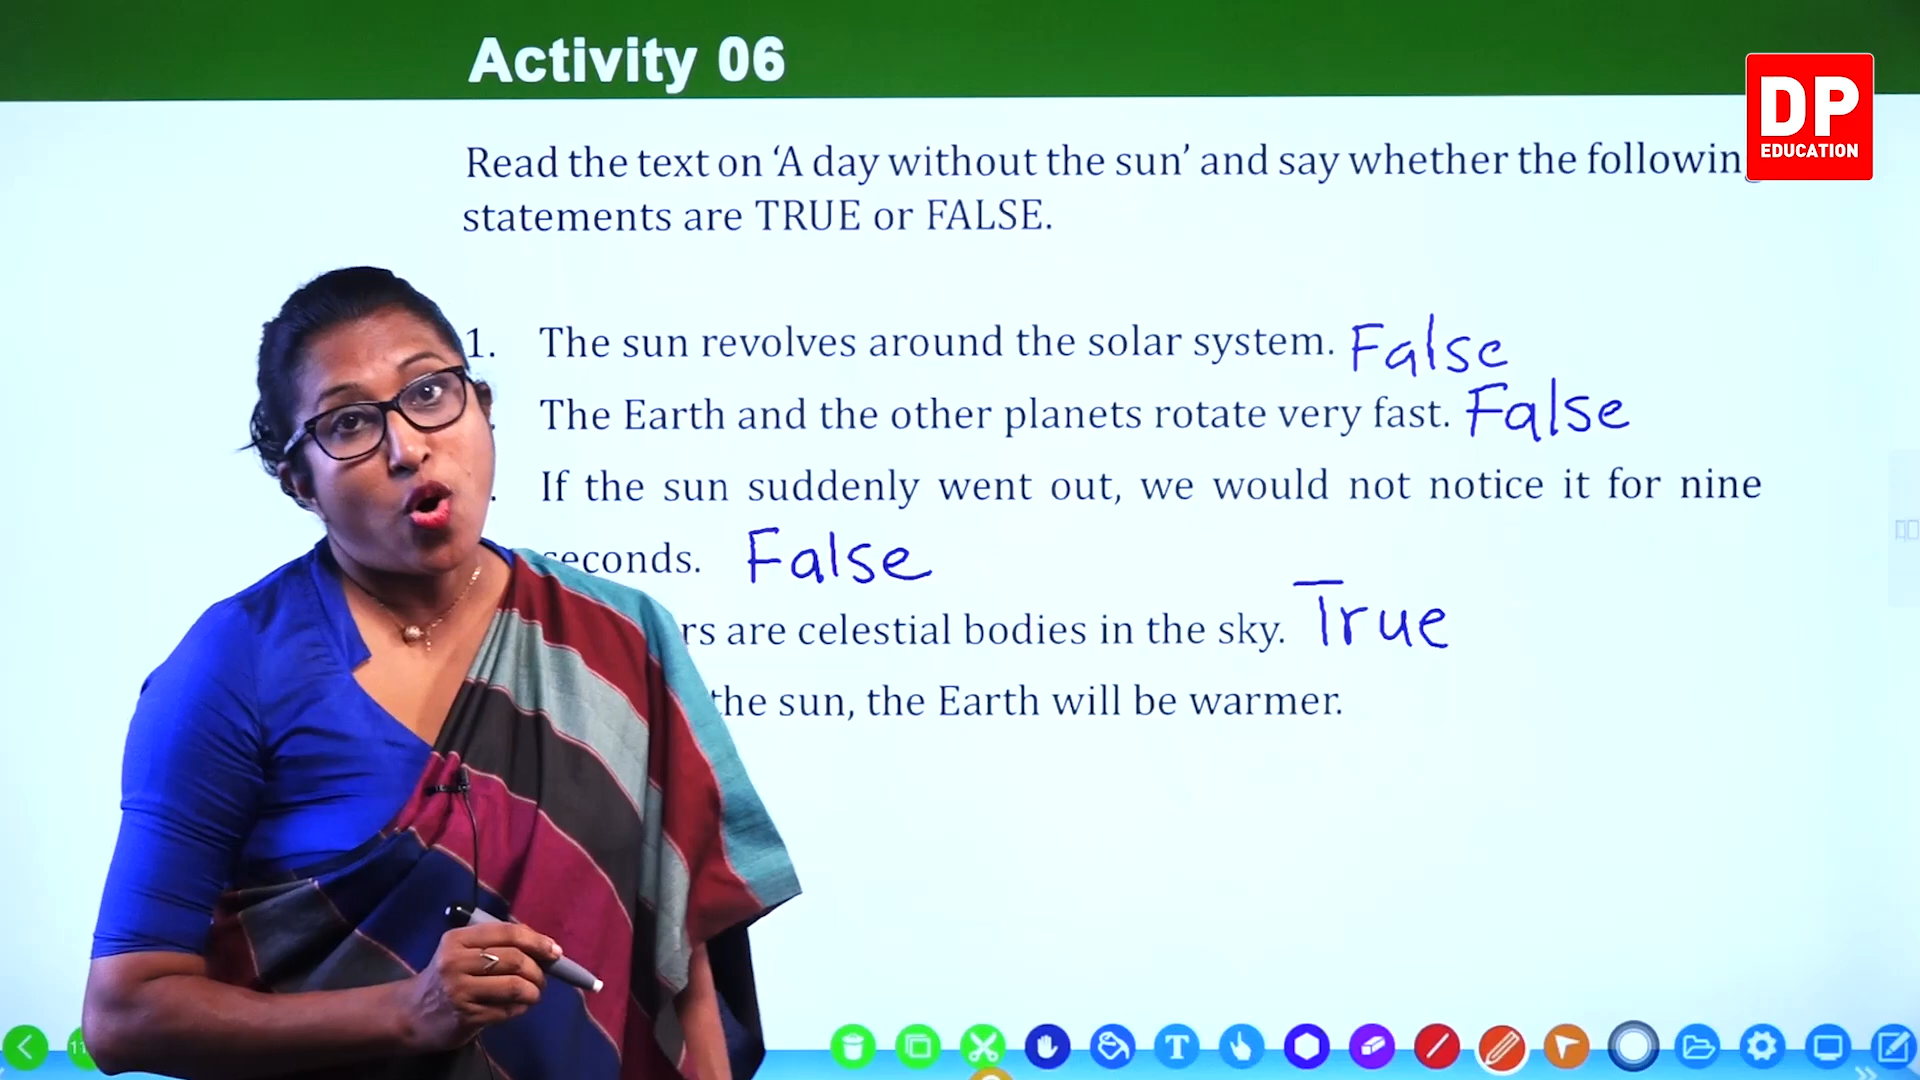 Activity 06
DP
EDUCATION
Read the text on ‘A day without the sun’ and say whether the followin
statements are TRUE or FALSE.
1. The sun revolves around the solar system. False
. The Earth and the other planets rotate very fast. False
. If the sun suddenly went out, we would not notice it for nine
seconds. False
rs are celestial bodies in the sky. True
the sun, the Earth will be warmer.
11
T